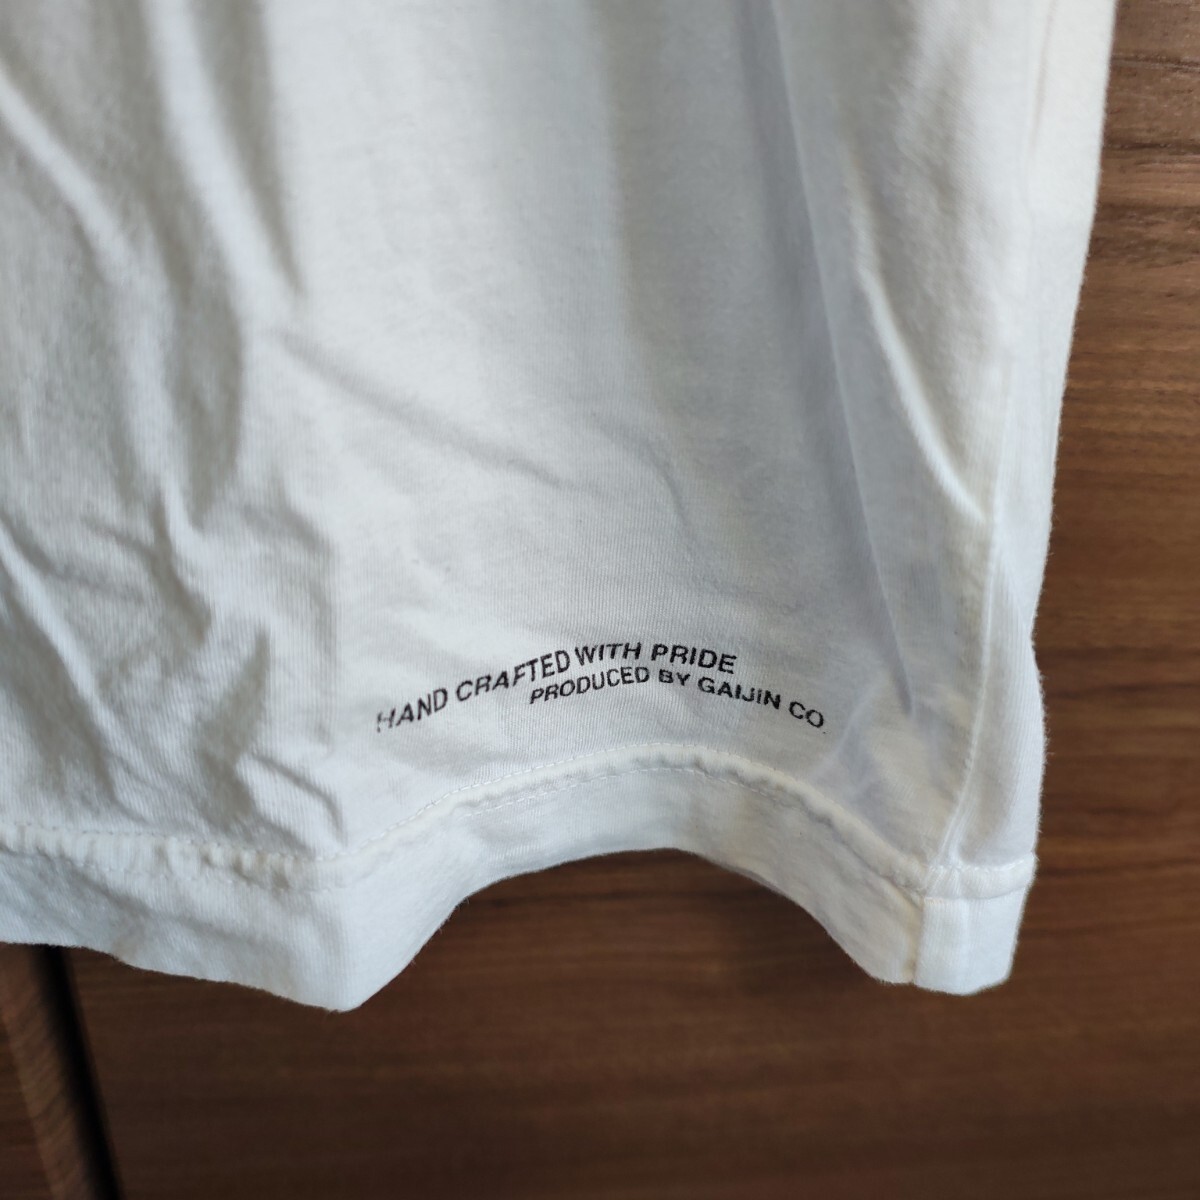 HAND CRAFTED WITH PRIDE
PRODUCED BY GAIJIN CO.